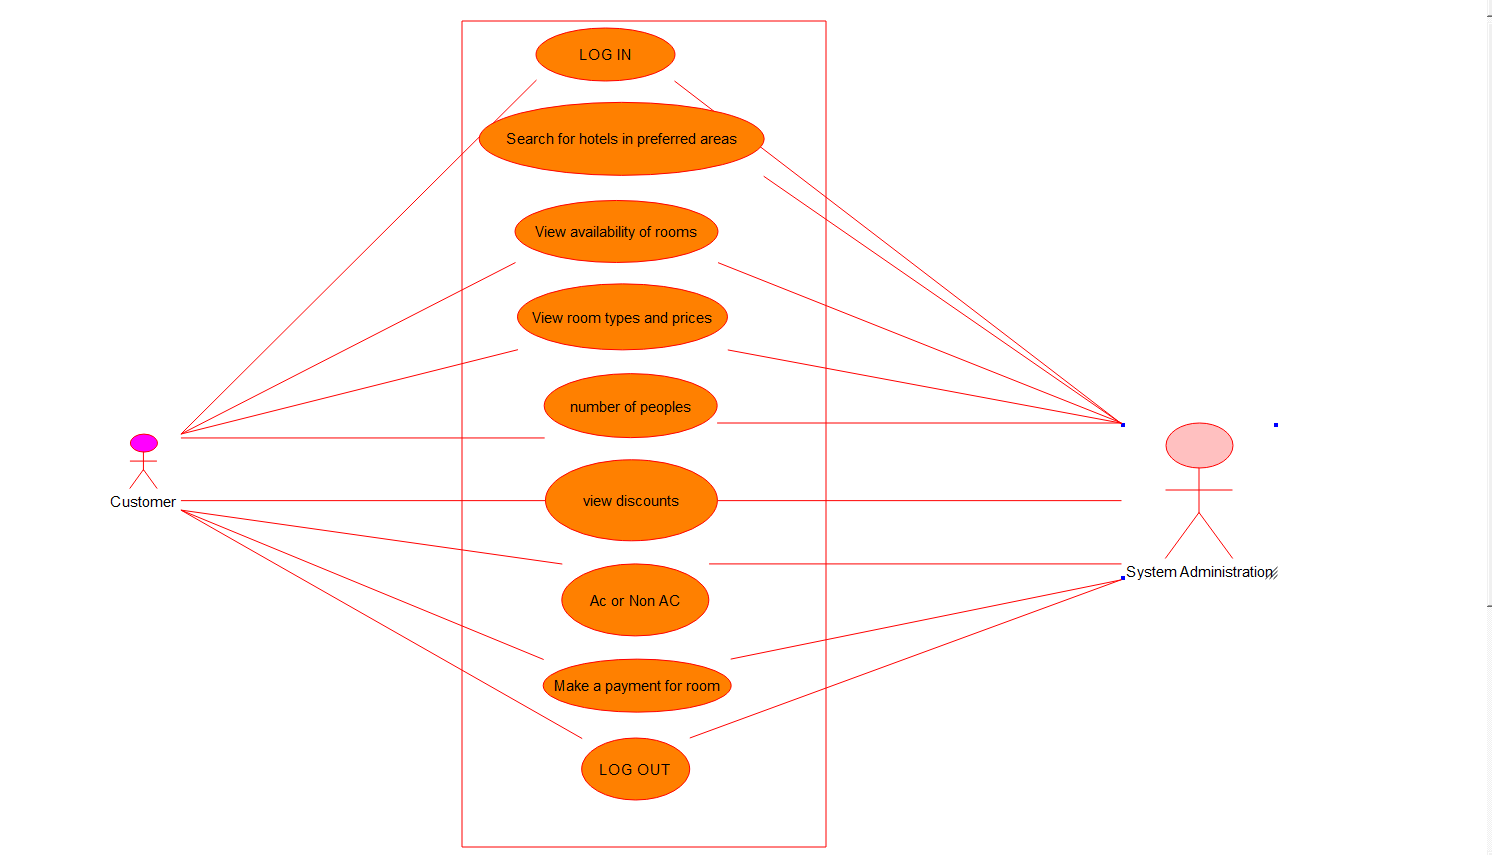 LOG IN
Search for hotels in preferred areas
View availability of rooms
View room types and prices
number of peoples
view discounts
Customer
System Administration
Ac or Non AC
Make a payment for room
LOG OUT